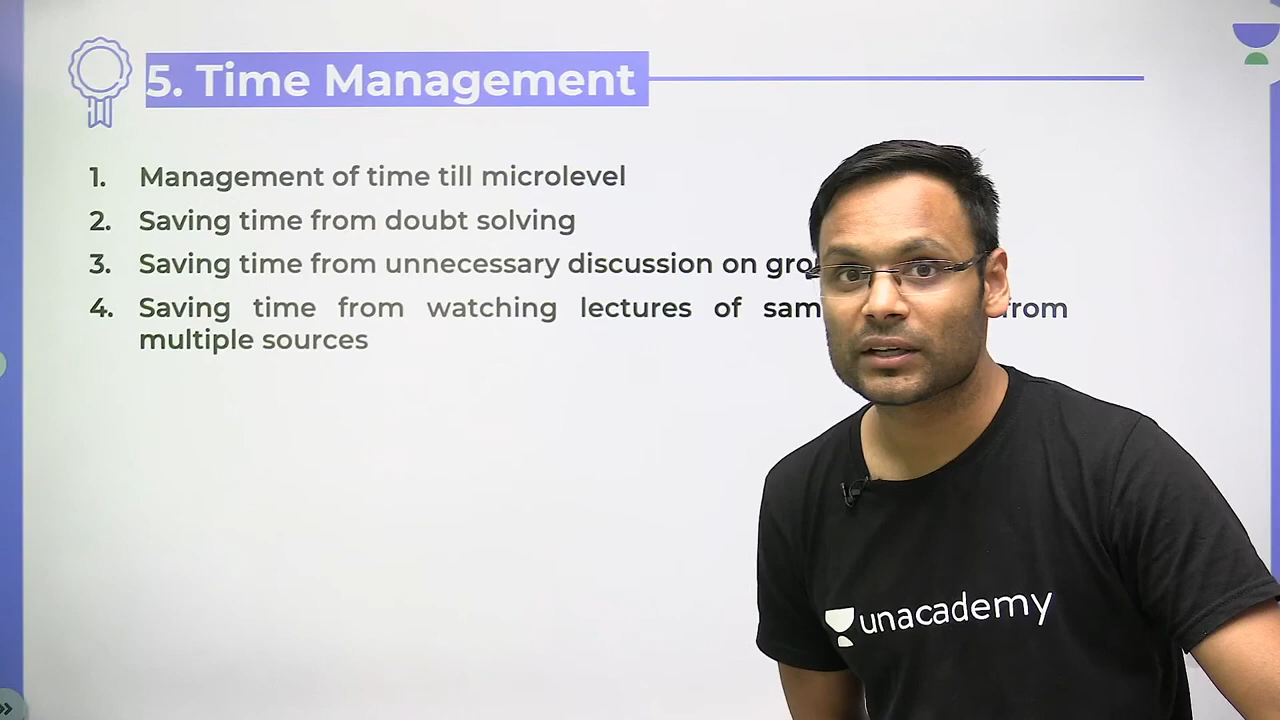 5. Time Management
1. Management of time till microlevel
2. Saving time from doubt solving
3. Saving time from unnecessary discussion on
4. Saving time from watching lectures of from
multiple sources
unacademy